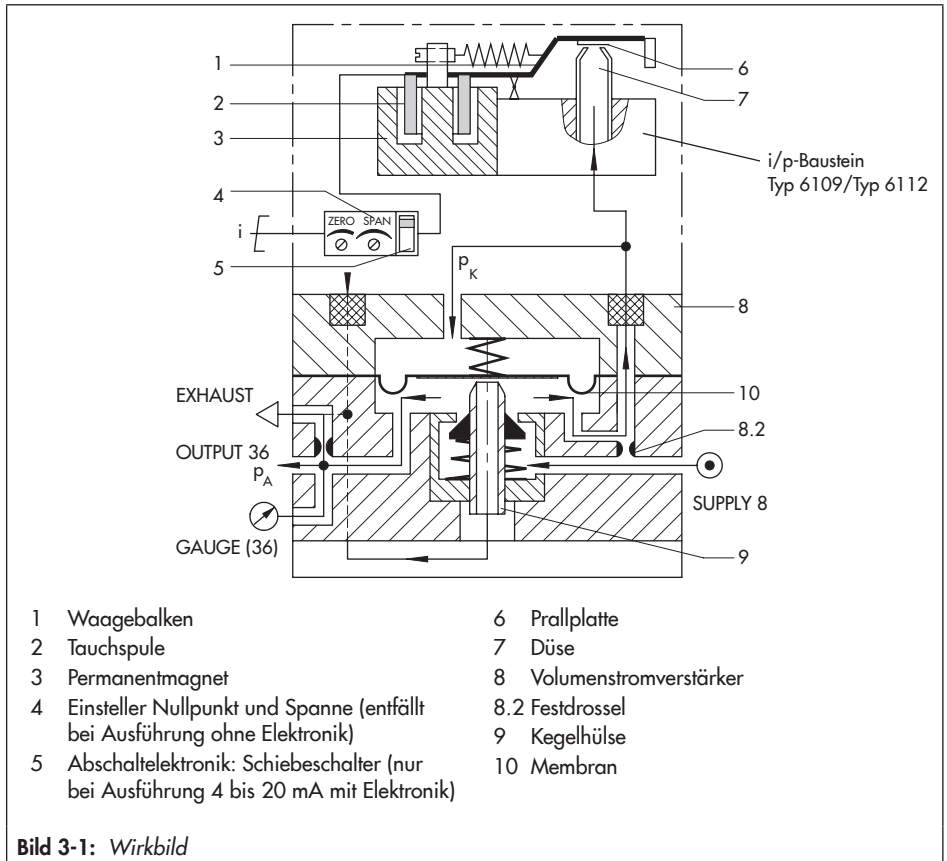 1
2
3
4
5
6
7
i/p-Baustein
Typ 6109/Typ 6112
ZERO SPAN
i
pK
8
EXHAUST
10
8.2
OUTPUT 36
pA
SUPPLY 8
GAUGE (36)
9
1 Waagebalken
2 Tauchspule
3 Permanentmagnet
4 Einsteller Nullpunkt und Spanne (entfällt
bei Ausführung ohne Elektronik)
5 Abschaltelektronik: Schiebeschalter (nur
bei Ausführung 4 bis 20 mA mit Elektronik)
6 Prallplatte
7 Düse
8 Volumenstromverstärker
8.2 Festdrossel
9 Kegelhülse
10 Membran
Bild 3-1: Wirkbild